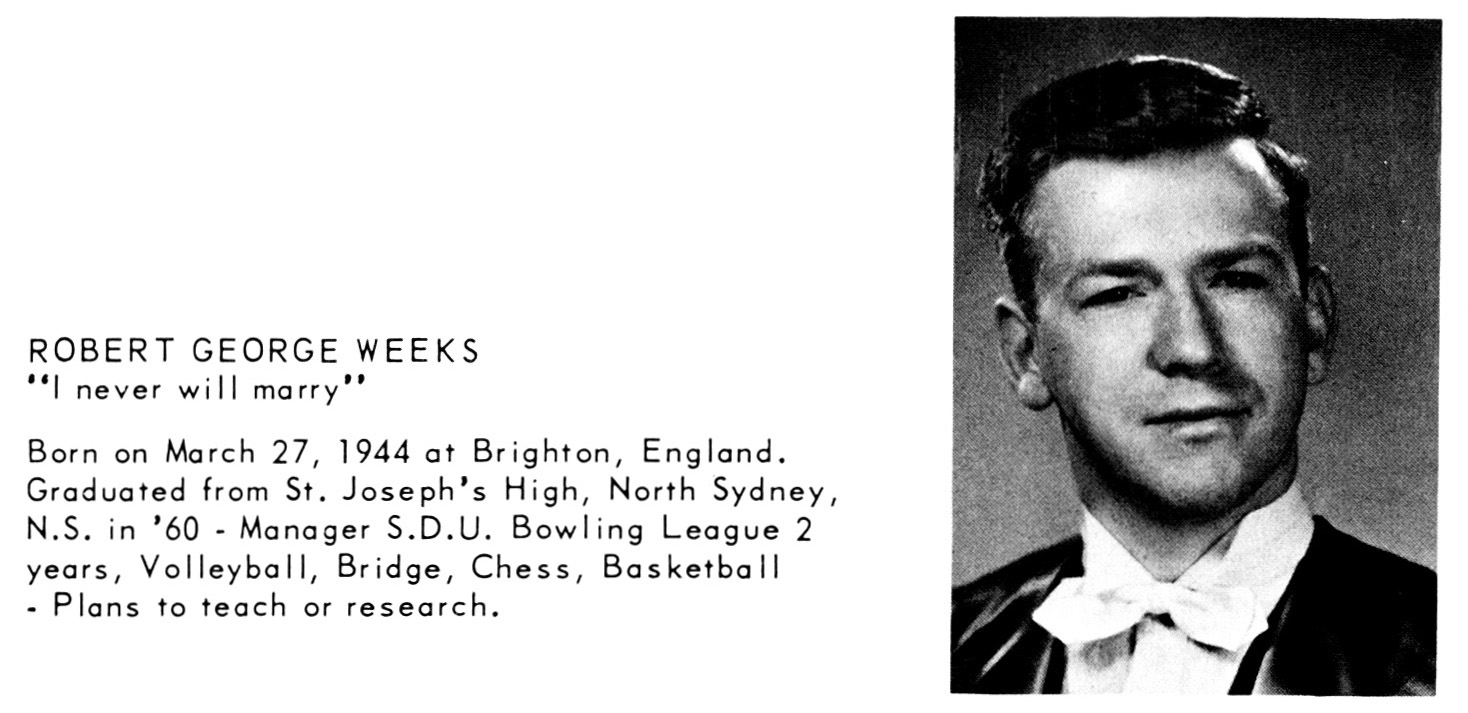 ROBERT GEORGE WEEKS
"I never will marry"
Born on March 27, 1944 at Brighton, England.
Graduated from St. Joseph's High, North Sydney,
N.S. in '60 - Manager S.D.U. Bowling League 2
years, Volleyball, Bridge, Chess, Basketball
- Plans to teach or research.